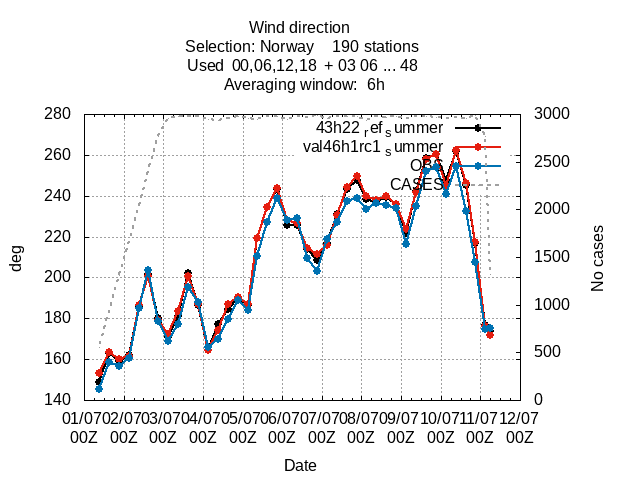 Wind direction
Selection: Norway 190 stations
Used 00,06,12,18 + 03 06 ... 48
Averaging window: 6h
280
260
240
220
200
180
160
140
deg
3000
2500
2000
1500
1000
500
0
No cases
43h22 ref summer
val46h1rc1 summer
OBS
CASES
01/07 02/07 03/07 04/07 05/07 06/07 07/07 08/07 09/07 10/07 11/07 12/07
00Z 00Z 00Z 00Z 00Z 00Z 00Z 00Z 00Z 00Z 00Z 00Z
Date